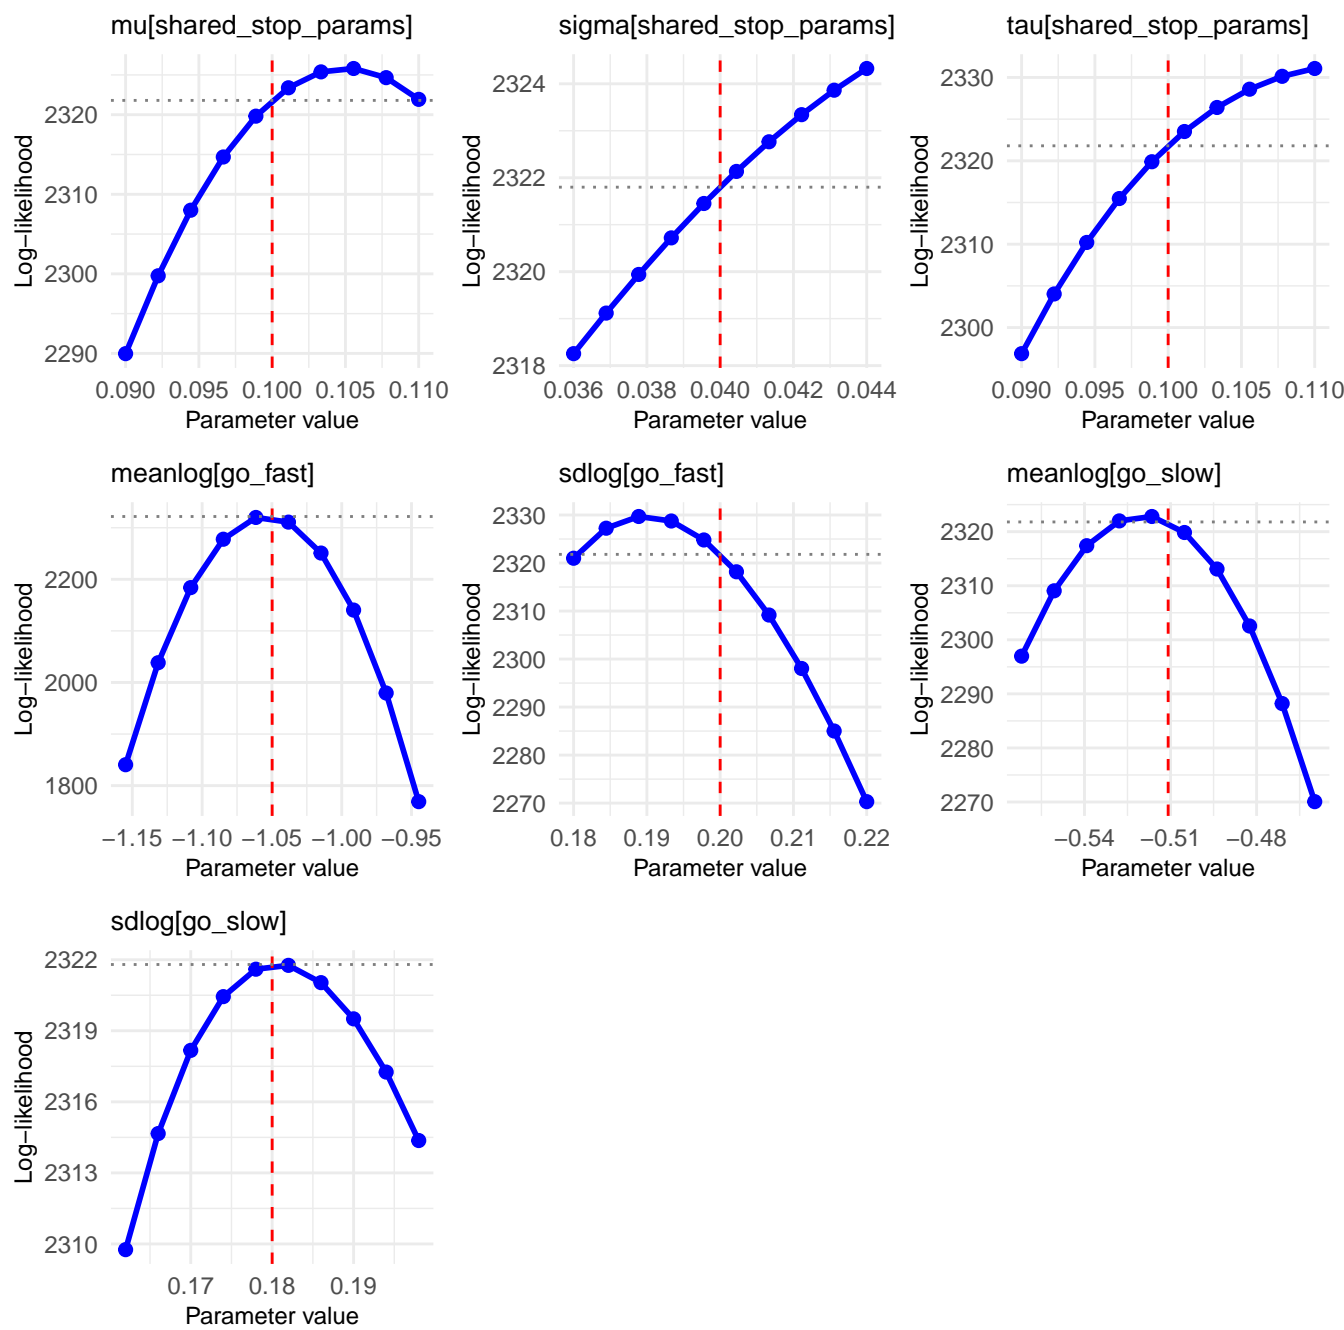 mu[shared_stop_params]
Log−likelihood
2320
2310
2300
2290
0.090 0.095 0.100 0.105 0.110
Parameter value
sigma[shared_stop_params]
Log−likelihood
2324
2322
2320
2318
0.036 0.038 0.040 0.042 0.044
Parameter value
tau[shared_stop_params]
Log−likelihood
2330
2320
2310
2300
0.090 0.095 0.100 0.105 0.110
Parameter value
meanlog[go_fast]
Log−likelihood
2200
2000
1800
−1.15 −1.10 −1.05 −1.00 −0.95
Parameter value
sdlog[go_fast]
Log−likelihood
2330
2320
2310
2300
2290
2280
2270
0.18 0.19 0.20 0.21 0.22
Parameter value
meanlog[go_slow]
Log−likelihood
2320
2310
2300
2290
2280
2270
−0.54 −0.51 −0.48
Parameter value
sdlog[go_slow]
Log−likelihood
2322
2319
2316
2313
2310
0.17 0.18 0.19
Parameter value